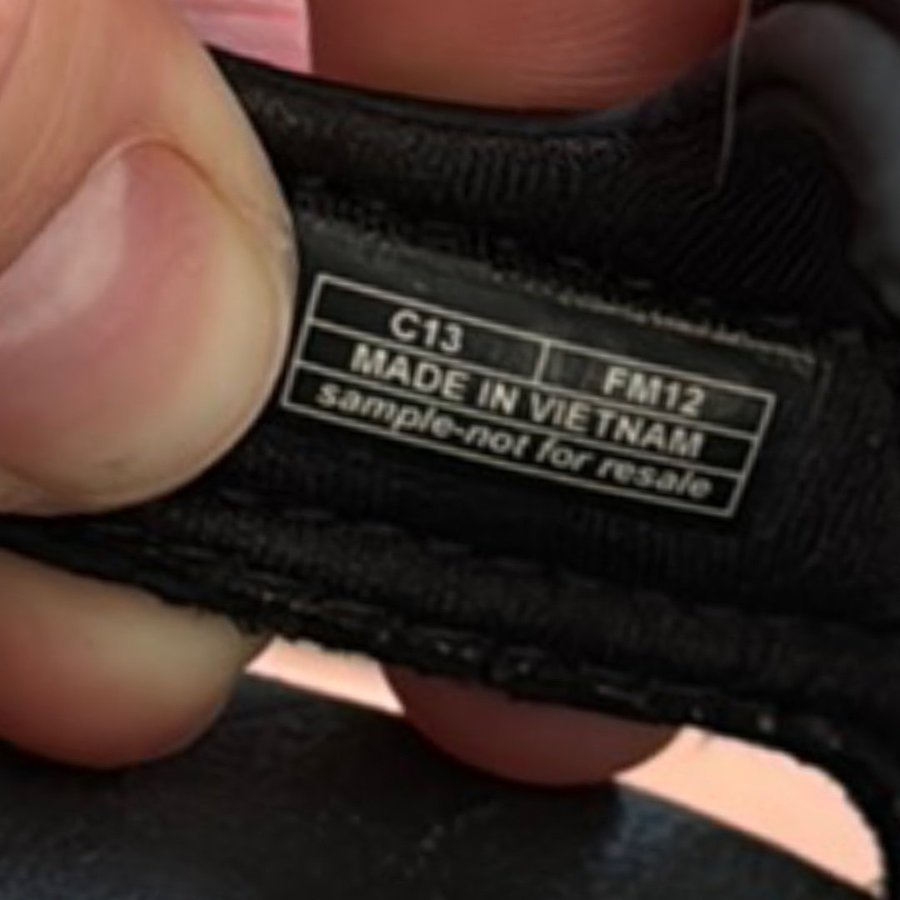 C13 FM12
MADE IN VIETNAM
sample-not for resale